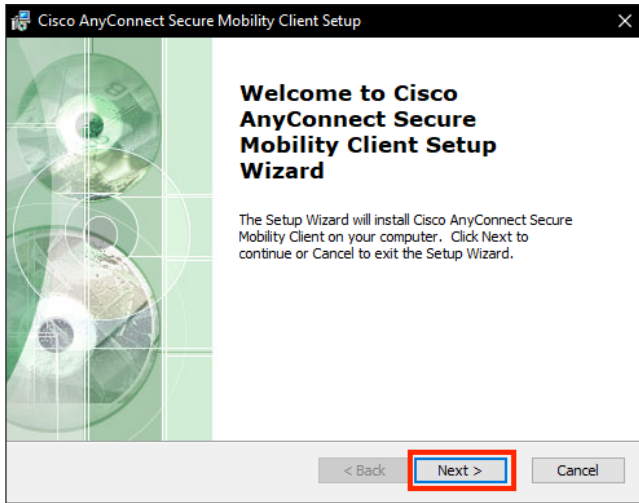 Cisco AnyConnect Secure Mobility Client Setup
Welcome to Cisco
AnyConnect Secure
Mobility Client Setup
Wizard
The Setup Wizard will install Cisco AnyConnect Secure
Mobility Client on your computer. Click Next to
continue or Cancel to exit the Setup Wizard.
< Back Next > Cancel